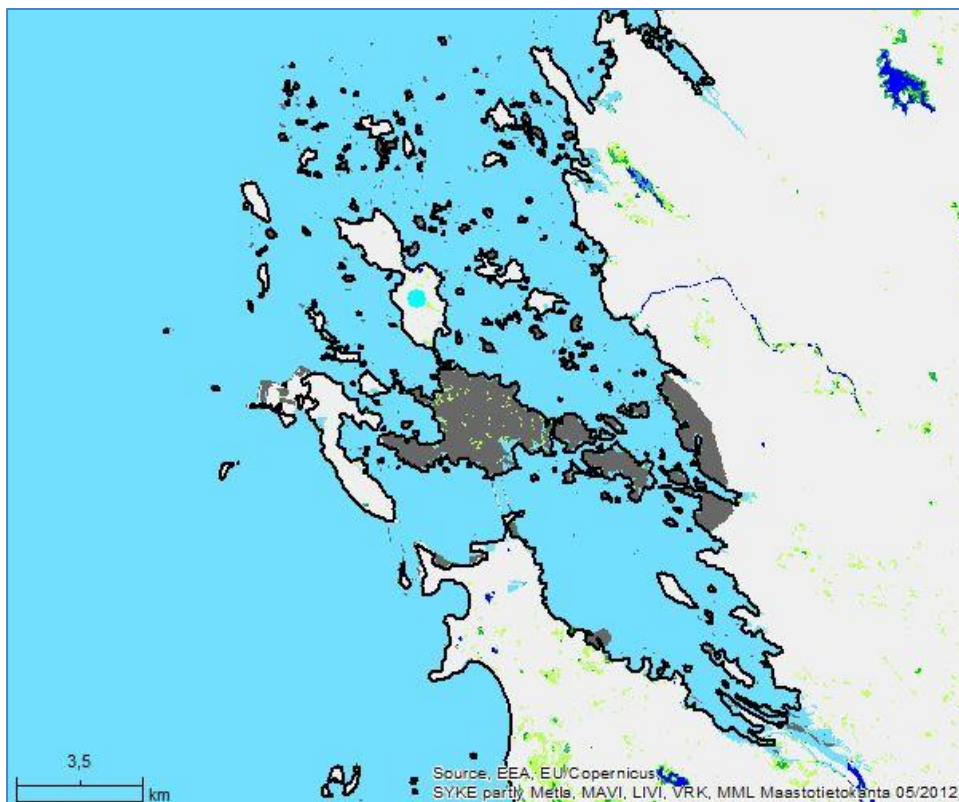 3,5
km
Source, EEA, EU/Copernicus
SYKE partly Metla, MAVI, LIVI, VRK, MML Maastotietokanta 05/2012